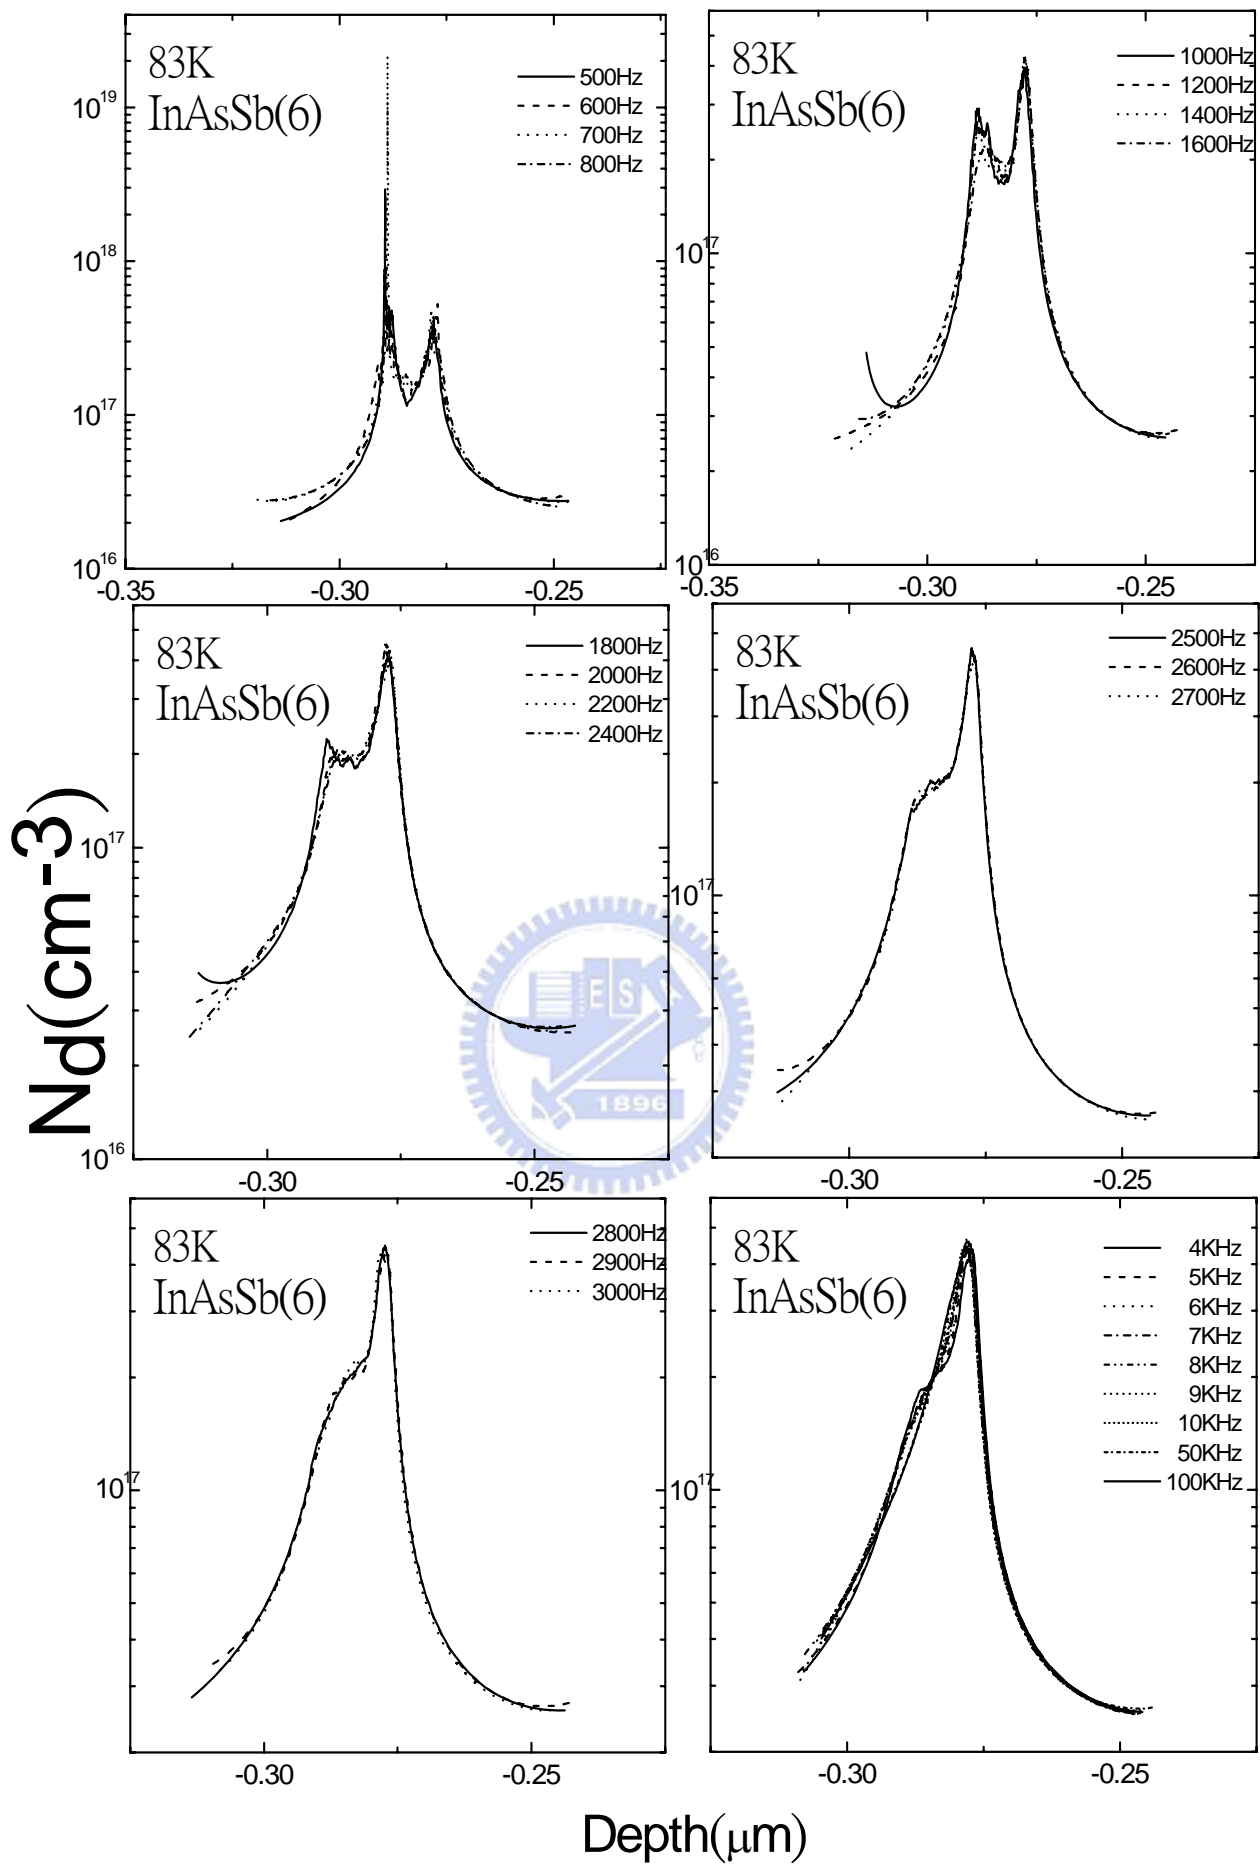 83K
InAsSb(6)
500Hz
600Hz
700Hz
800Hz
10^19
10^18
10^17
10^16
-0.35
-0.30
-0.25
83K
InAsSb(6)
1000Hz
1200Hz
1400Hz
1600Hz
10^17
10^16
-0.35
-0.30
-0.25
83K
InAsSb(6)
1800Hz
2000Hz
2200Hz
2400Hz
10^17
10^16
-0.30
-0.25
83K
InAsSb(6)
2500Hz
2600Hz
2700Hz
10^17
-0.30
-0.25
Nd(cm-3)
ES
1896
83K
InAsSb(6)
2800Hz
2900Hz
3000Hz
10^17
-0.30
-0.25
83K
InAsSb(6)
4KHz
5KHz
6KHz
7KHz
8KHz
9KHz
10KHz
50KHz
100KHz
10^17
-0.30
-0.25
Depth(μm)